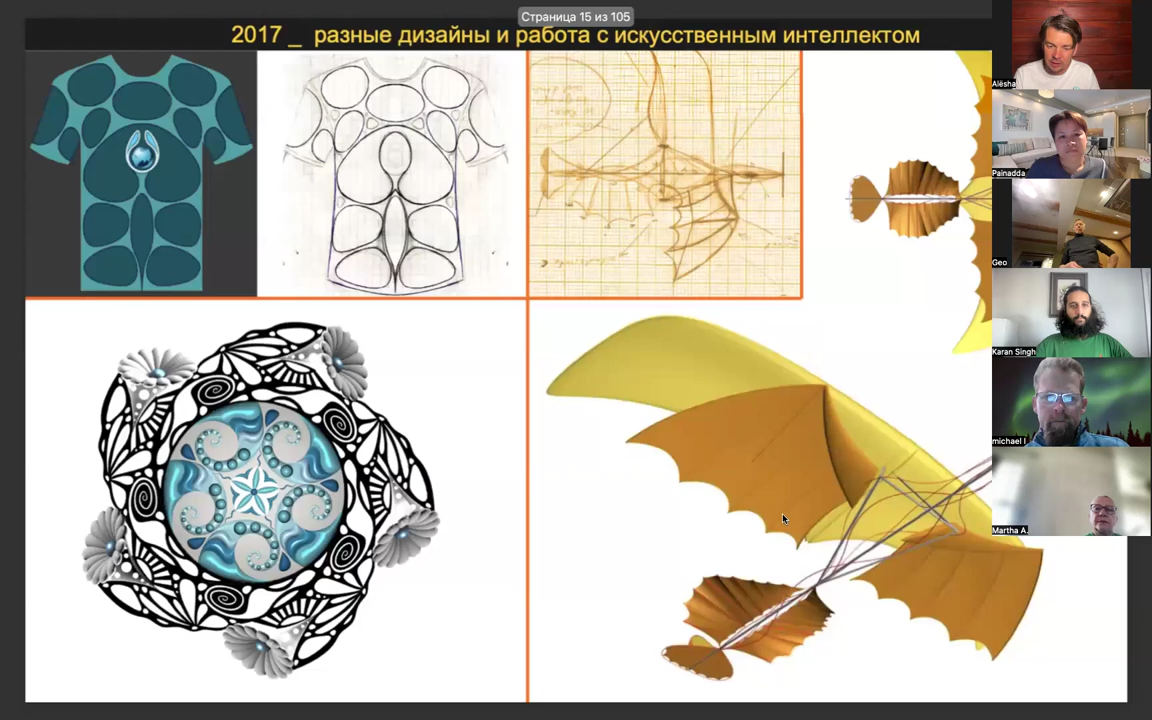 Страница 15 из 105
2017 _ разные дизайны и работа с искусственным интеллектом
Alësha
Painadda
Geo
Karan Singh
michael l
Martha A.